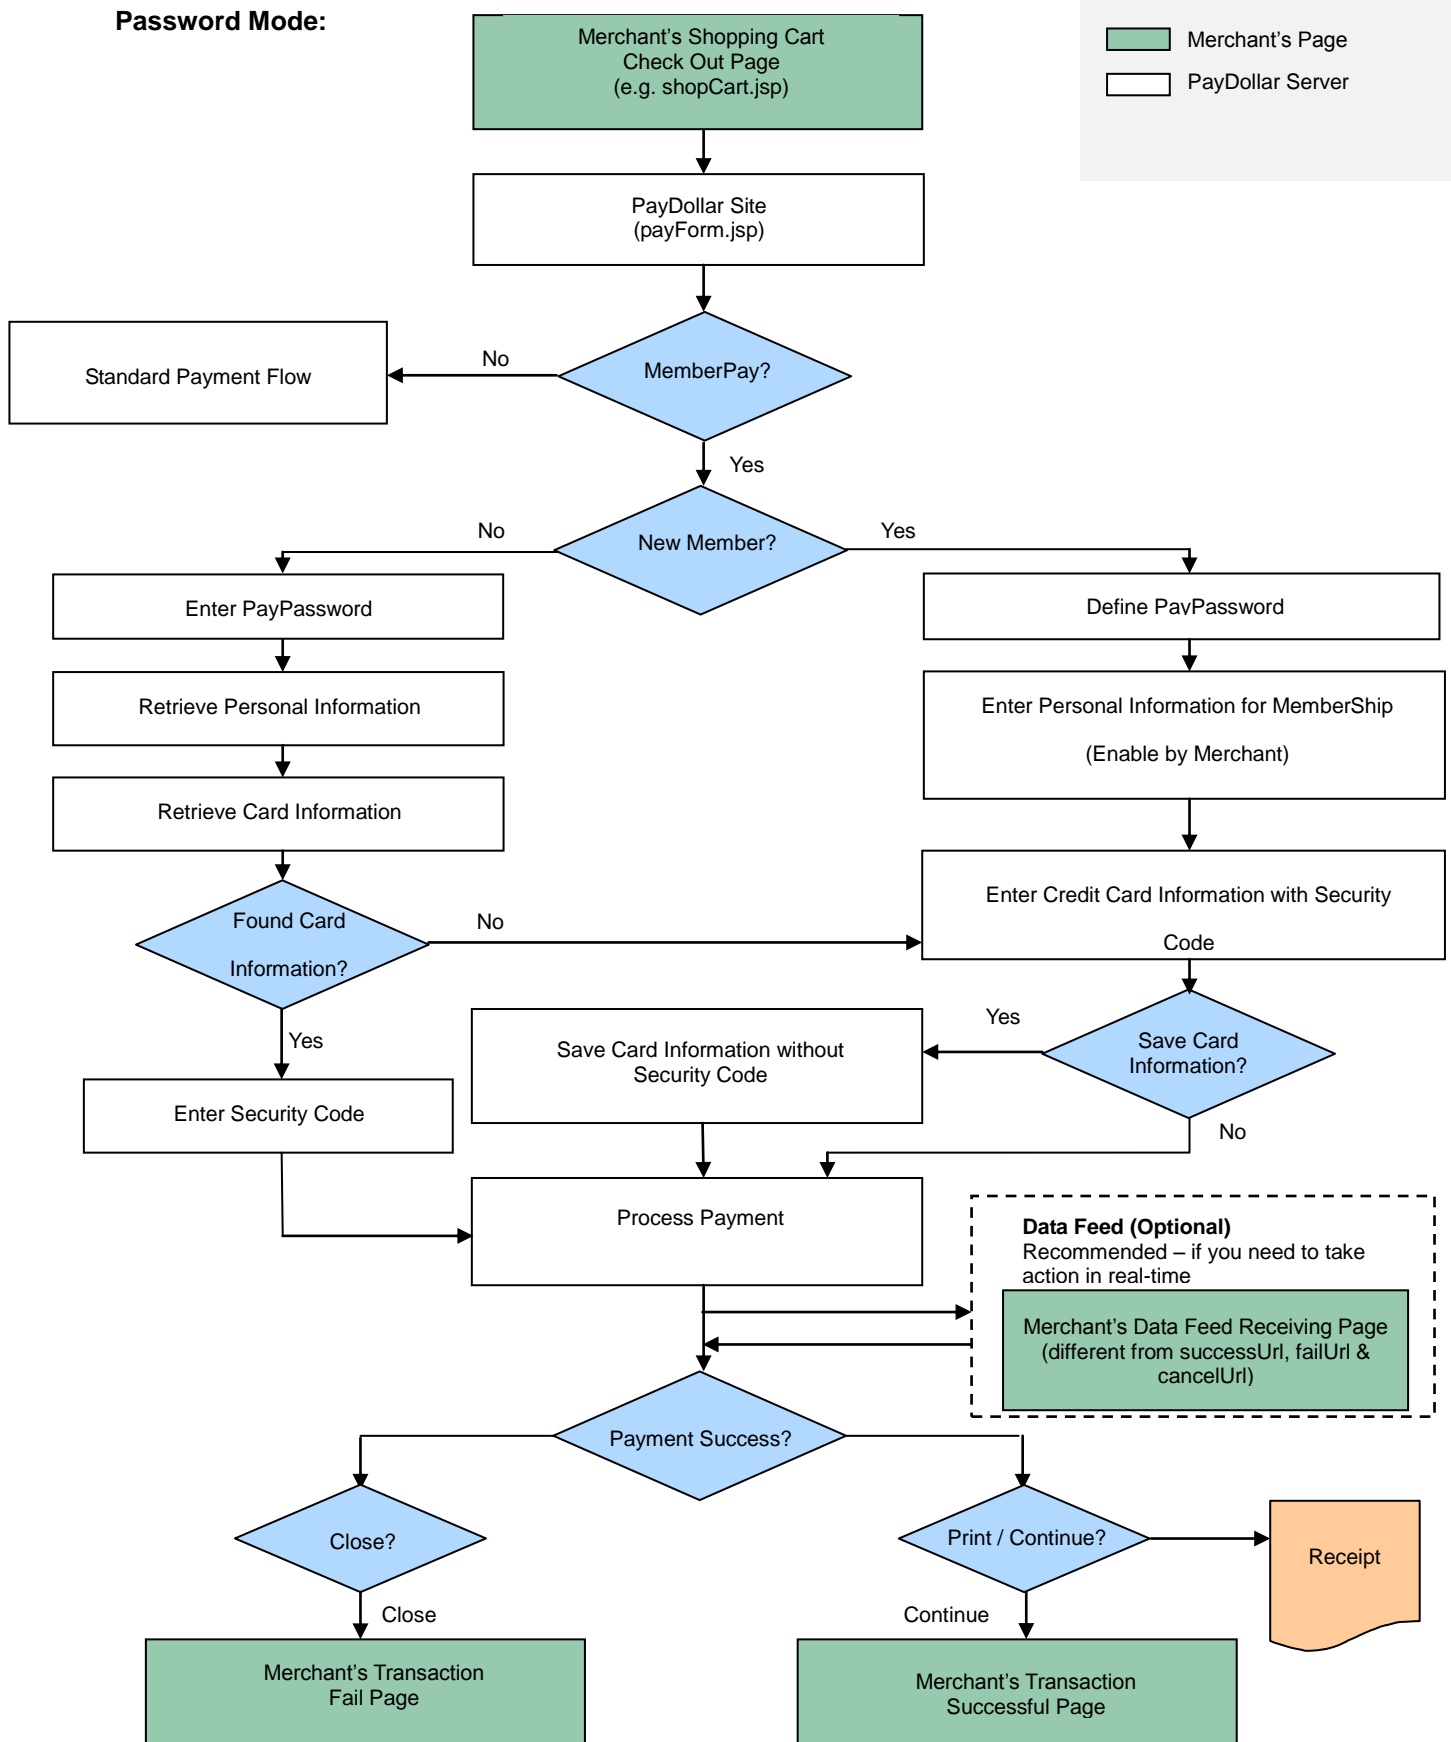 Password Mode:
Merchant's Shopping Cart
Check Out Page
(e.g. shopCart.jsp)
Merchant's Page
PayDollar Server
PayDollar Site
(payForm.jsp)
MemberPay?
No
Standard Payment Flow
Yes
New Member?
No
Yes
Enter PayPassword
Define PayPassword
Retrieve Personal Information
Enter Personal Information for MemberShip
(Enable by Merchant)
Retrieve Card Information
Enter Credit Card Information with Security
Code
Found Card
Information?
No
Yes
Yes
Save Card Information without
Security Code
Save Card
Information?
Enter Security Code
No
Process Payment
Data Feed (Optional)
Recommended – if you need to take
action in real-time
Merchant's Data Feed Receiving Page
(different from successUrl, failUrl &
cancelUrl)
Payment Success?
Close?
Print / Continue?
Receipt
Close
Continue
Merchant's Transaction
Fail Page
Merchant's Transaction
Successful Page